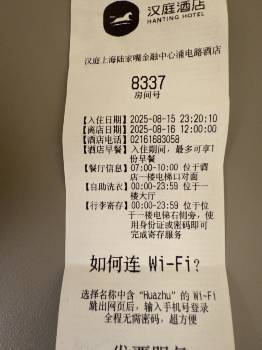 汉庭酒店
HANTING HOTEL
汉庭上海陆家嘴金融中心浦电路酒店
8337
房间号
【入住日期】2025-08-15 23:20:10
【离店日期】2025-08-16 12:00:00
【酒店电话】02161683058
【酒店早餐】入住期间，最多可享1
份早餐
【餐厅信息】07:00-10:00 位于酒
店一楼电梯口对面
【自助洗衣】00:00-23:59 位于一
楼大厅
【行李寄存】00:00-23:59 位于位
于一楼电梯右侧旁，使
用身份证或密码即可
完成寄存服务
如何连 Wi-Fi?
选择名称中含“Huazhu”的 Wi-Fi
跳出网页后，输入手机号登录
全程无需密码，超方便